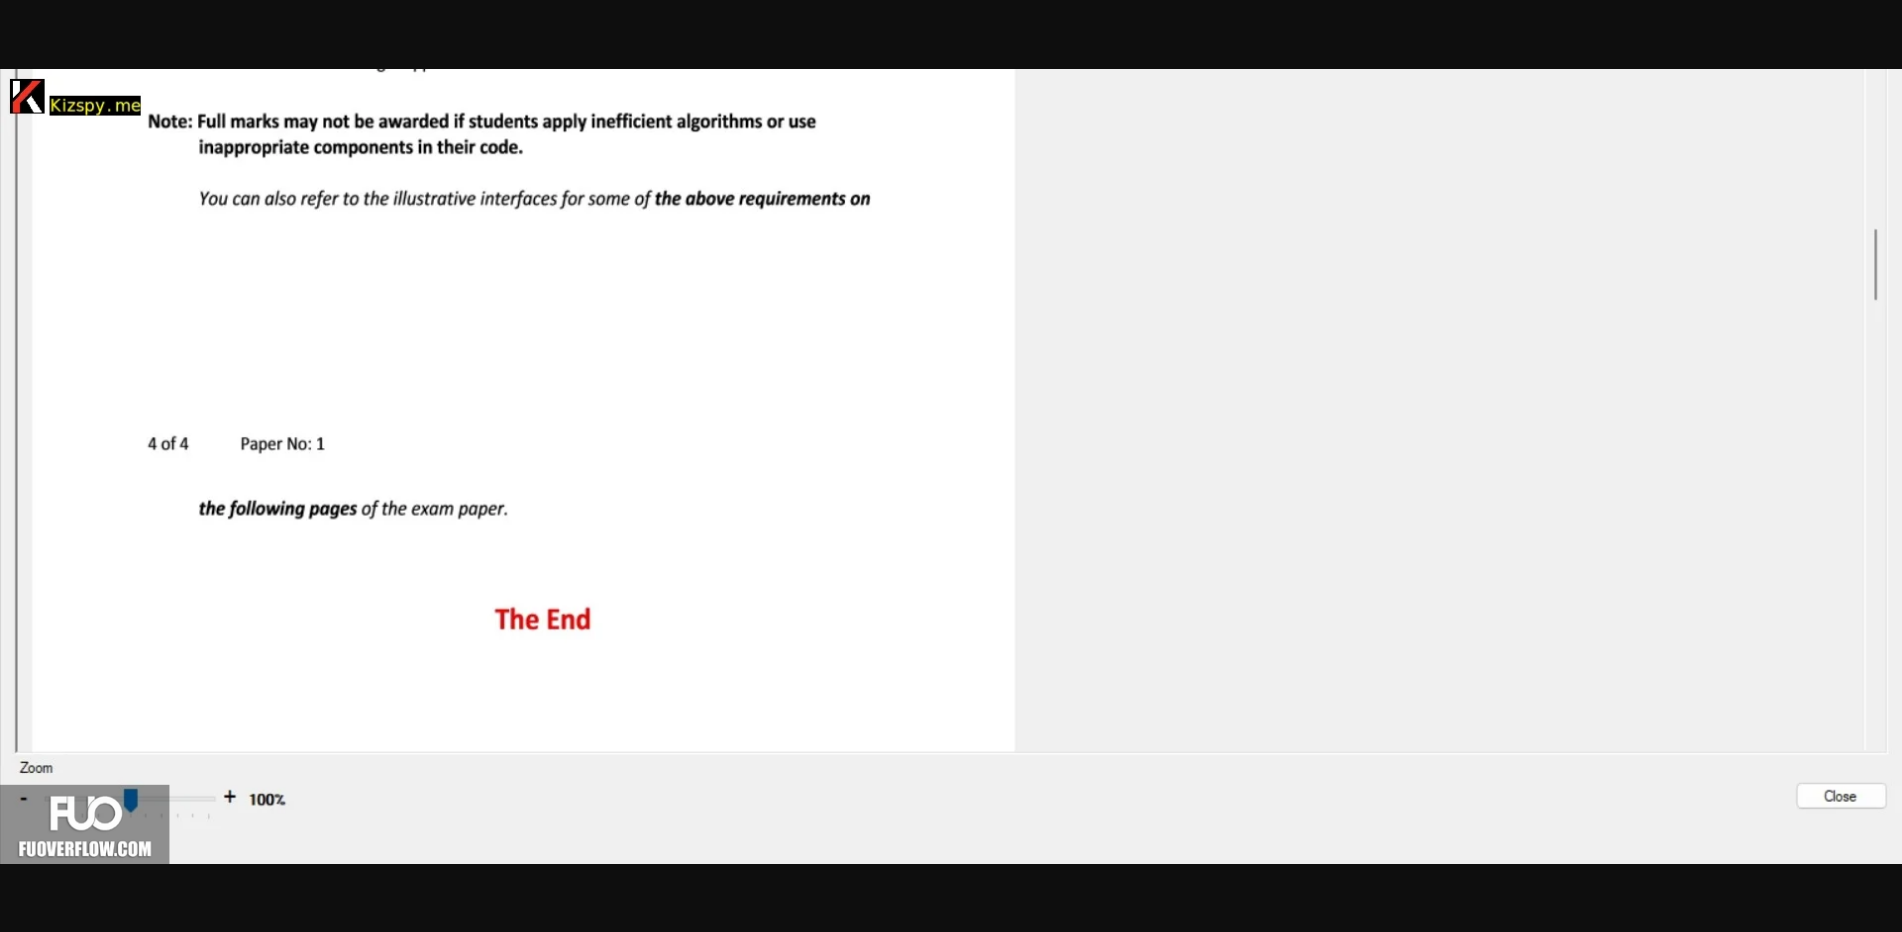 Kizspy.me
Note: Full marks may not be awarded if students apply inefficient algorithms or use
inappropriate components in their code.
You can also refer to the illustrative interfaces for some of the above requirements on
4 of 4 Paper No: 1
the following pages of the exam paper.
The End
Zoom
- + 100%
Close
FUO
FUOVERFLOW.COM